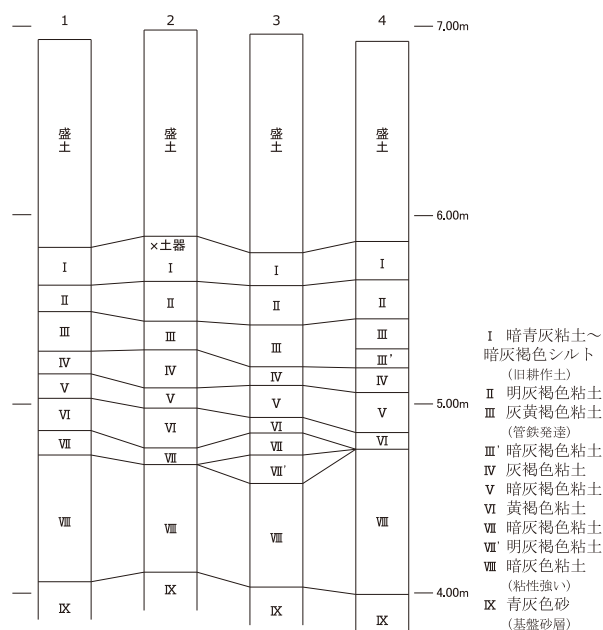 1
2
3
4
7.00m
盛土
盛土
盛土
盛土
6.00m
×土器
Ⅰ
Ⅰ
Ⅰ
Ⅰ
Ⅱ
Ⅱ
Ⅱ
Ⅱ
Ⅲ
Ⅲ
Ⅲ
Ⅲ
Ⅲ'
Ⅳ
Ⅳ
Ⅳ
Ⅳ
5.00m
Ⅴ
Ⅴ
Ⅴ
Ⅴ
Ⅵ
Ⅵ
Ⅵ
Ⅵ
Ⅶ
Ⅶ
Ⅶ
Ⅶ'
Ⅷ
Ⅷ
Ⅷ
Ⅷ
4.00m
Ⅸ
Ⅸ
Ⅸ
Ⅸ
Ⅰ 暗青灰粘土～
暗灰褐色シルト
(旧耕作土)
Ⅱ 明灰褐色粘土
Ⅲ 灰黄褐色粘土
(管鉄発達)
Ⅲ' 暗灰褐色粘土
Ⅳ 灰褐色粘土
Ⅴ 暗灰褐色粘土
Ⅵ 黄褐色粘土
Ⅶ 暗灰褐色粘土
Ⅶ' 明灰褐色粘土
Ⅷ 暗灰色粘土
(粘性強い)
Ⅸ 青灰色砂
(基盤砂層)